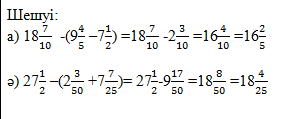 Шешуі:
а) 18 7/10 -(9 4/5 –7 1/2) =18 7/10 -2 3/10 =16 4/10 =16 2/5
ә) 27 1/2 –(2 3/50 +7 7/25)= 27 1/2-9 17/50 =18 8/50 =18 4/25